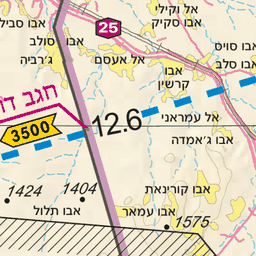 אל וקילי
אבו סקיק
אבו סביל
25
אבו
סולב
ג'רביה
אל אעסם
אבו סויס
אבו סלב
אבו
קרשין
חגב דו
3500
12.6
אל עמראני
אבו ג'אמדה
1424
1404
אבו תלול
אבו קורינאת
אבו עמאר
1575